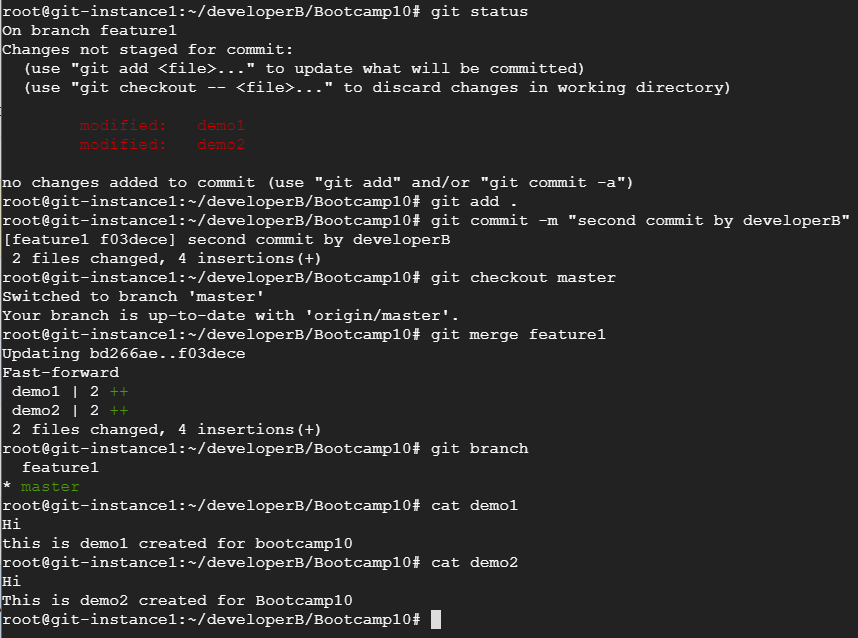 root@git-instance1:~/developerB/Bootcamp10# git status
On branch feature1
Changes not staged for commit:
  (use "git add <file>..." to update what will be committed)
  (use "git checkout -- <file>..." to discard changes in working directory)
        modified:   demo1
        modified:   demo2
no changes added to commit (use "git add" and/or "git commit -a")
root@git-instance1:~/developerB/Bootcamp10# git add .
root@git-instance1:~/developerB/Bootcamp10# git commit -m "second commit by developerB"
[feature1 f03dece] second commit by developerB
 2 files changed, 4 insertions(+)
root@git-instance1:~/developerB/Bootcamp10# git checkout master
Switched to branch 'master'
Your branch is up-to-date with 'origin/master'.
root@git-instance1:~/developerB/Bootcamp10# git merge feature1
Updating bd266ae..f03dece
Fast-forward
 demo1 | 2 ++
 demo2 | 2 ++
 2 files changed, 4 insertions(+)
root@git-instance1:~/developerB/Bootcamp10# git branch
  feature1
* master
root@git-instance1:~/developerB/Bootcamp10# cat demo1
Hi
this is demo1 created for bootcamp10
root@git-instance1:~/developerB/Bootcamp10# cat demo2
Hi
This is demo2 created for Bootcamp10
root@git-instance1:~/developerB/Bootcamp10#